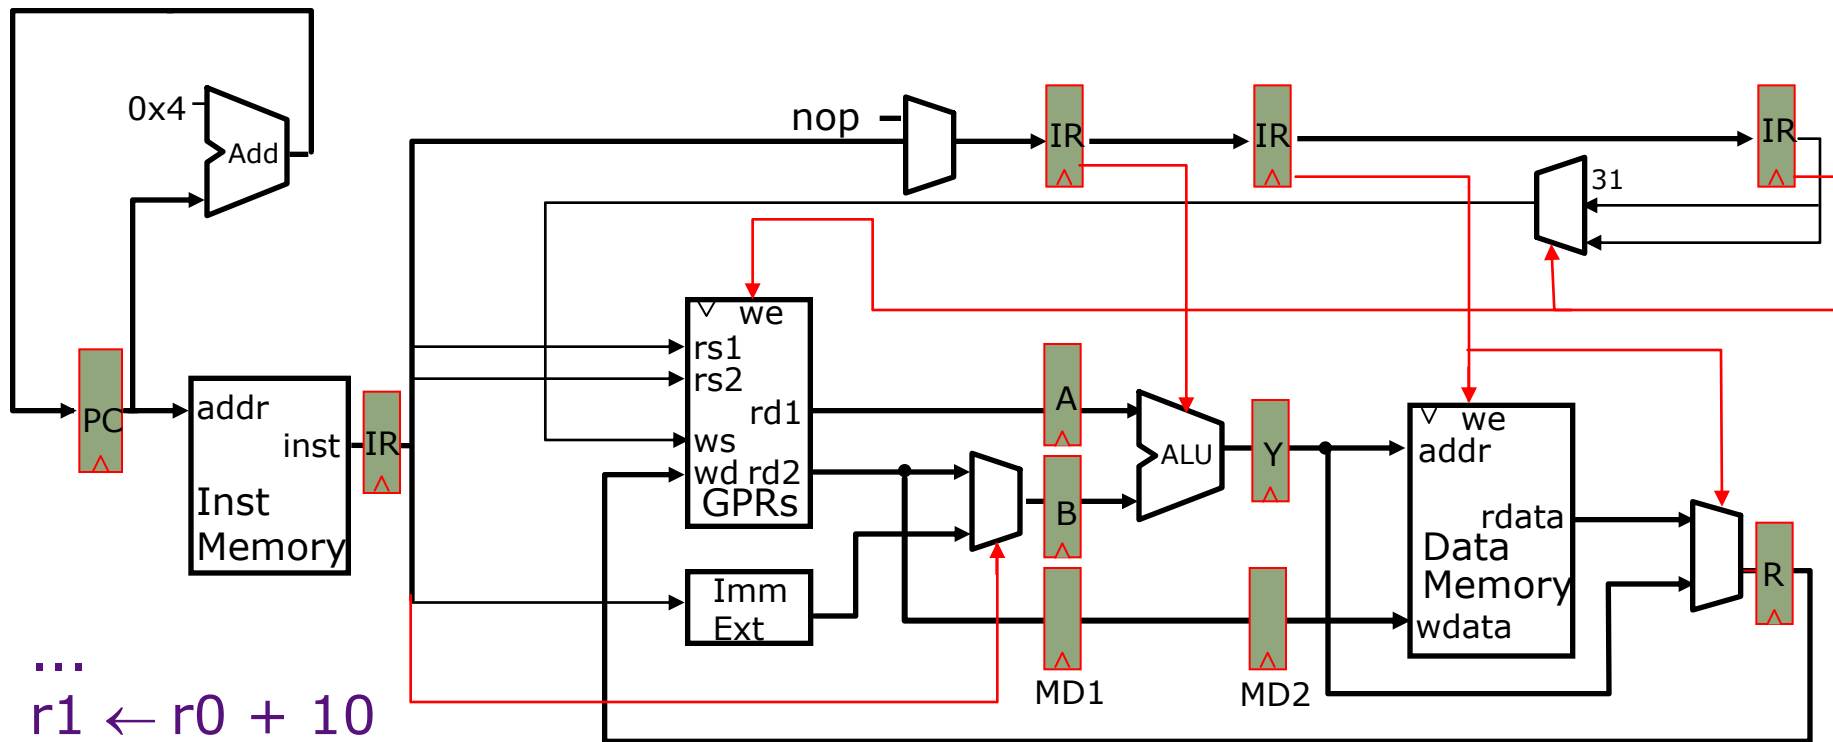 0x4
Add
nop
IR
IR
IR
31
we
rs1
rs2
rd1
ws
wd rd2
GPRs
A
B
ALU
Y
we
addr
rdata
Data
Memory
wdata
R
PC
addr
inst
Inst
Memory
IR
Imm
Ext
MD1
MD2
...
r1 ← r0 + 10